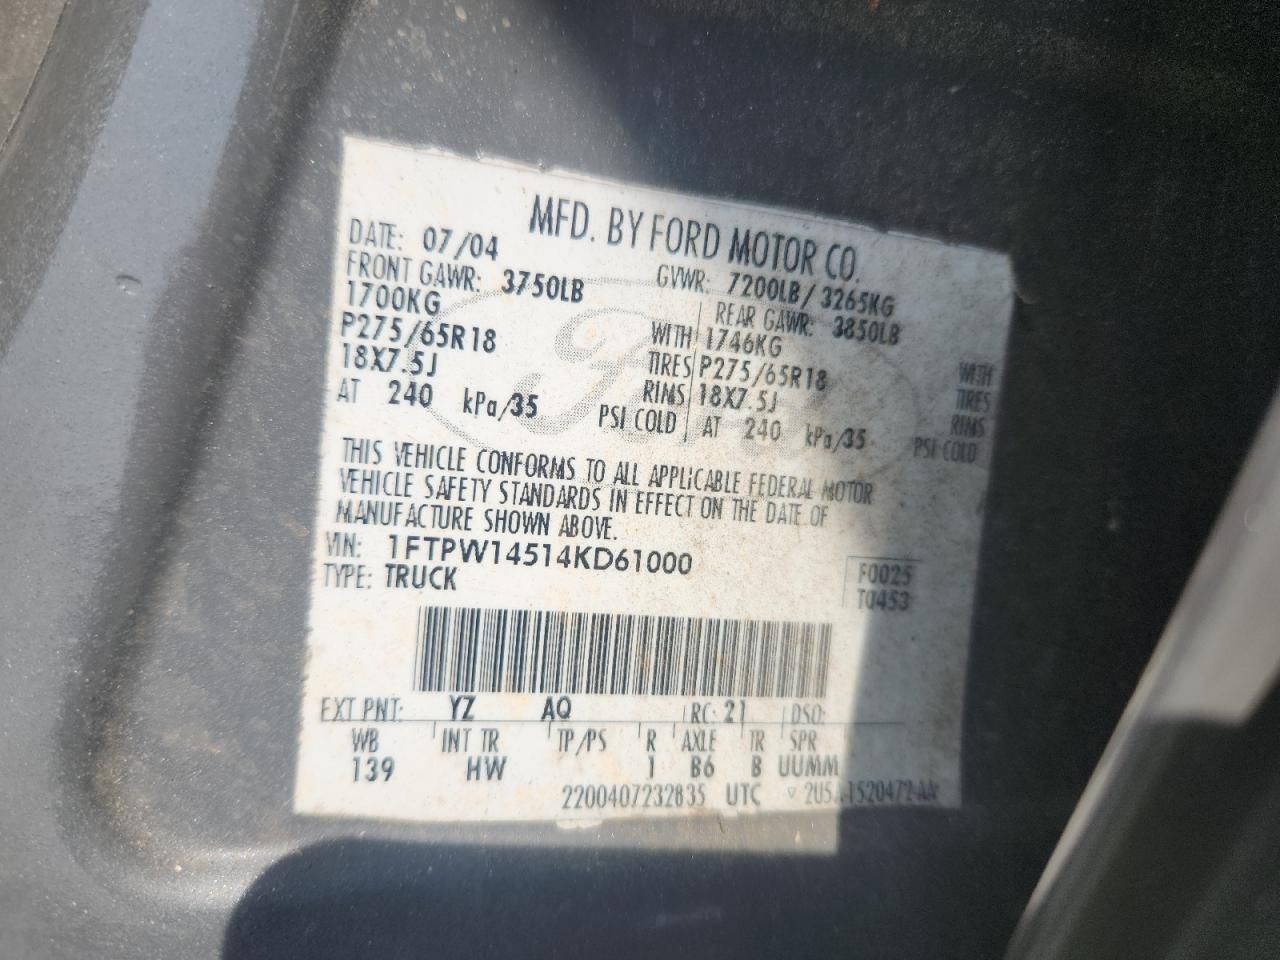 MFD. BY FORD MOTOR CO.
DATE: 07/04 GVWR: 7200LB/3265KG
FRONT GAWR: 3750LB REAR GAWR: 3850LB
1700KG WITH 1746KG WITH
P275/65R18 TIRES P275/65R18 TIRES
18X7.5J RIMS 18X7.5J RIMS
AT 240 kPa/35 PSI COLD AT 240 kPa/35 PSI COLD
THIS VEHICLE CONFORMS TO ALL APPLICABLE FEDERAL MOTOR
VEHICLE SAFETY STANDARDS IN EFFECT ON THE DATE OF
MANUFACTURE SHOWN ABOVE.
VIN: 1FTPW14514KD61000
TYPE: TRUCK
F0025
T0453
EXT PNT: YZ AQ RC: 21 DSO:
WB INT TR TP/PS R AXLE TR SPR
139 HW 1 B6 B UUMM
2200407232835 UTC